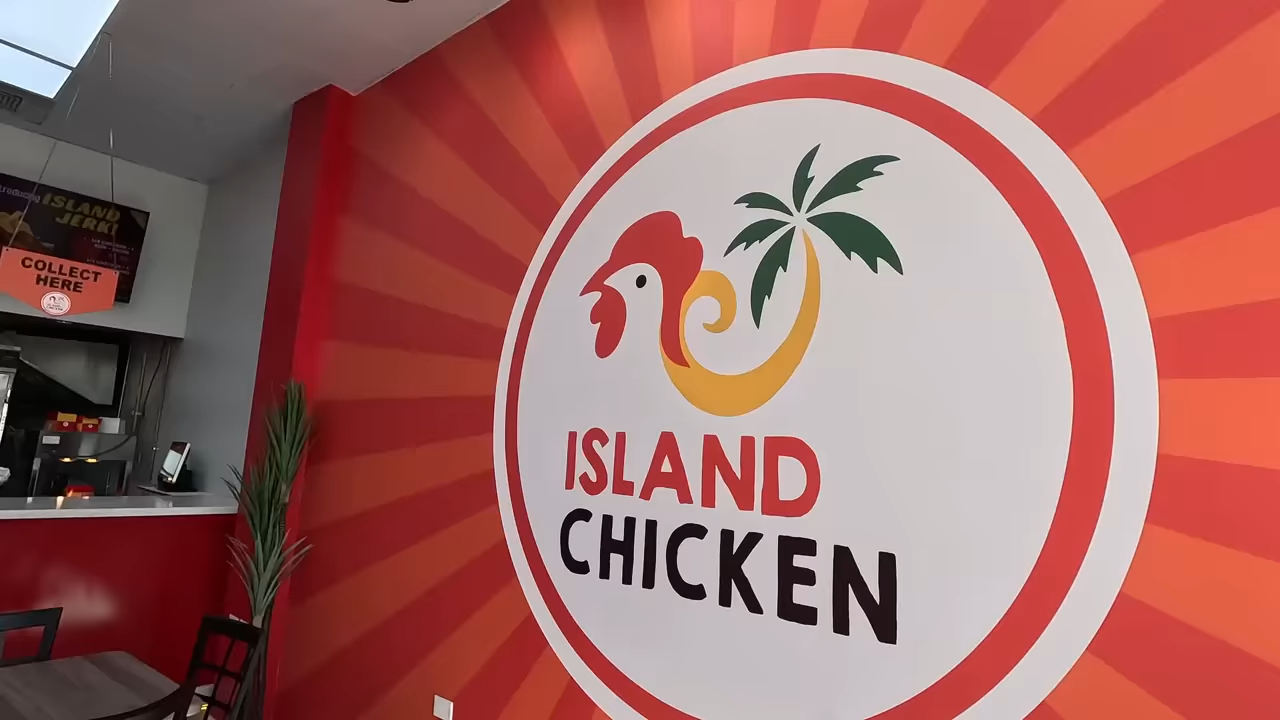 ISLAND
JERK!
COLLECT
HERE
ISLAND
CHICKEN